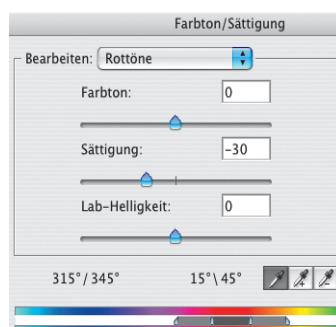 Farbton/Sättigung
Bearbeiten: Rottöne
Farbton: 0
Sättigung: -30
Lab-Helligkeit: 0
315°/345° 15°\45°